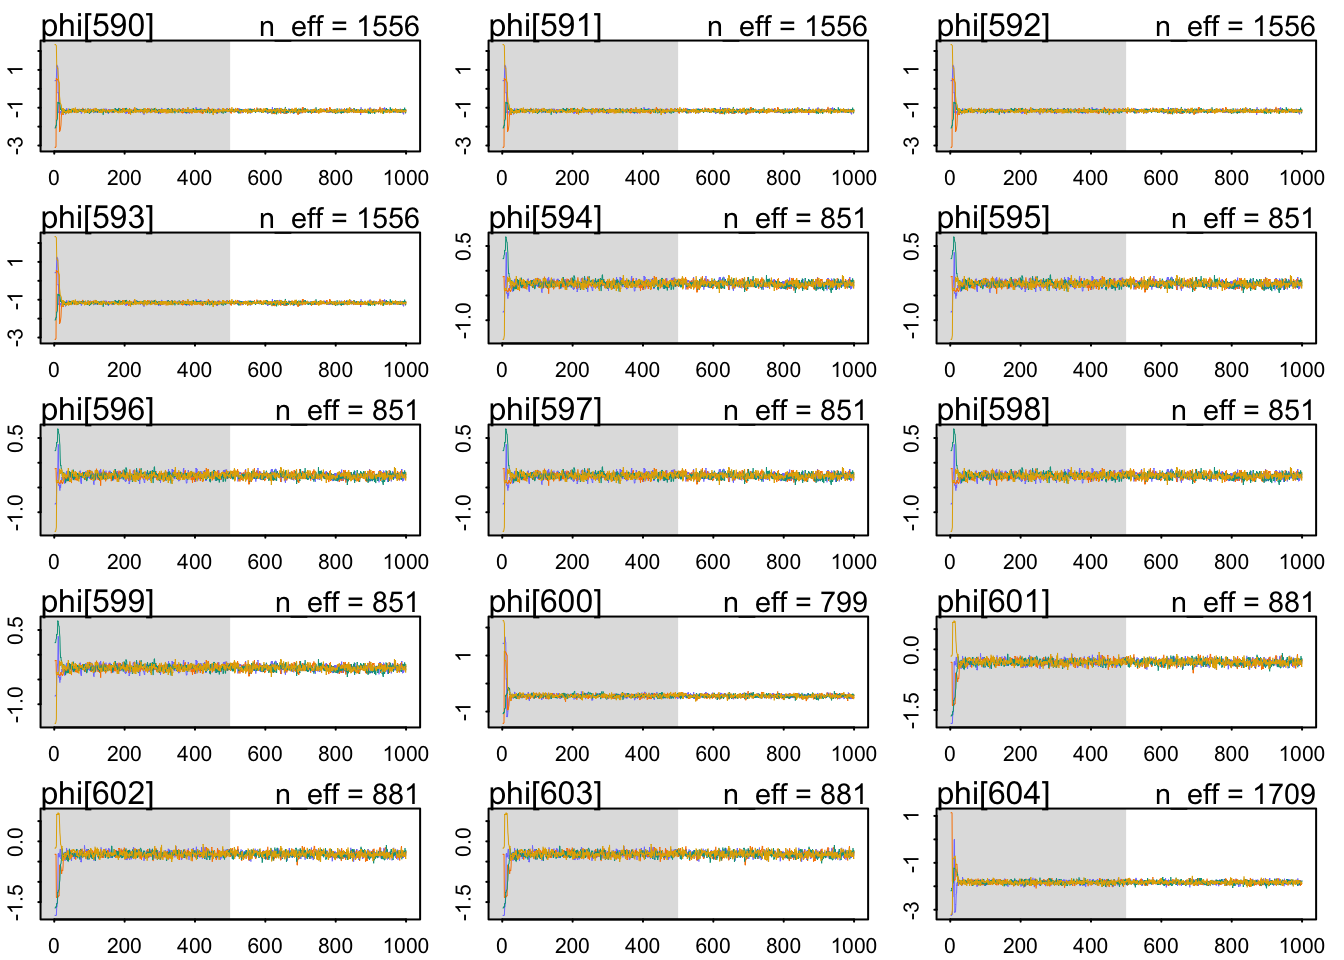 phi[590] n_eff = 1556 phi[591] n_eff = 1556 phi[592] n_eff = 1556
1 1 1
-1 -1 -1
-3 -3 -3
0 200 400 600 800 1000 0 200 400 600 800 1000 0 200 400 600 800 1000
phi[593] n_eff = 1556 phi[594] n_eff = 851 phi[595] n_eff = 851
1 0.5 0.5
-1
-3 -1.0 -1.0
0 200 400 600 800 1000 0 200 400 600 800 1000 0 200 400 600 800 1000
phi[596] n_eff = 851 phi[597] n_eff = 851 phi[598] n_eff = 851
0.5 0.5 0.5
-1.0 -1.0 -1.0
0 200 400 600 800 1000 0 200 400 600 800 1000 0 200 400 600 800 1000
phi[599] n_eff = 851 phi[600] n_eff = 799 phi[601] n_eff = 881
0.5 1 0.0
-1.0 -1 -1.5
0 200 400 600 800 1000 0 200 400 600 800 1000 0 200 400 600 800 1000
phi[602] n_eff = 881 phi[603] n_eff = 881 phi[604] n_eff = 1709
0.0 0.0 1
-1
-1.5 -1.5 -3
0 200 400 600 800 1000 0 200 400 600 800 1000 0 200 400 600 800 1000